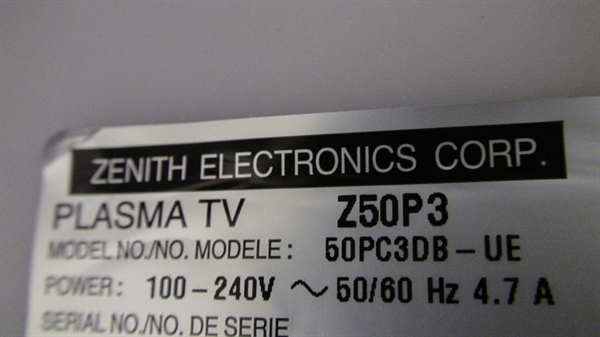 ZENITH ELECTRONICS CORP.
PLASMA TV Z50P3
MODEL NO./NO. MODELE : 50PC3DB-UE
POWER : 100-240V ~ 50/60 Hz 4.7 A
SERIAL NO./NO. DE SERIE